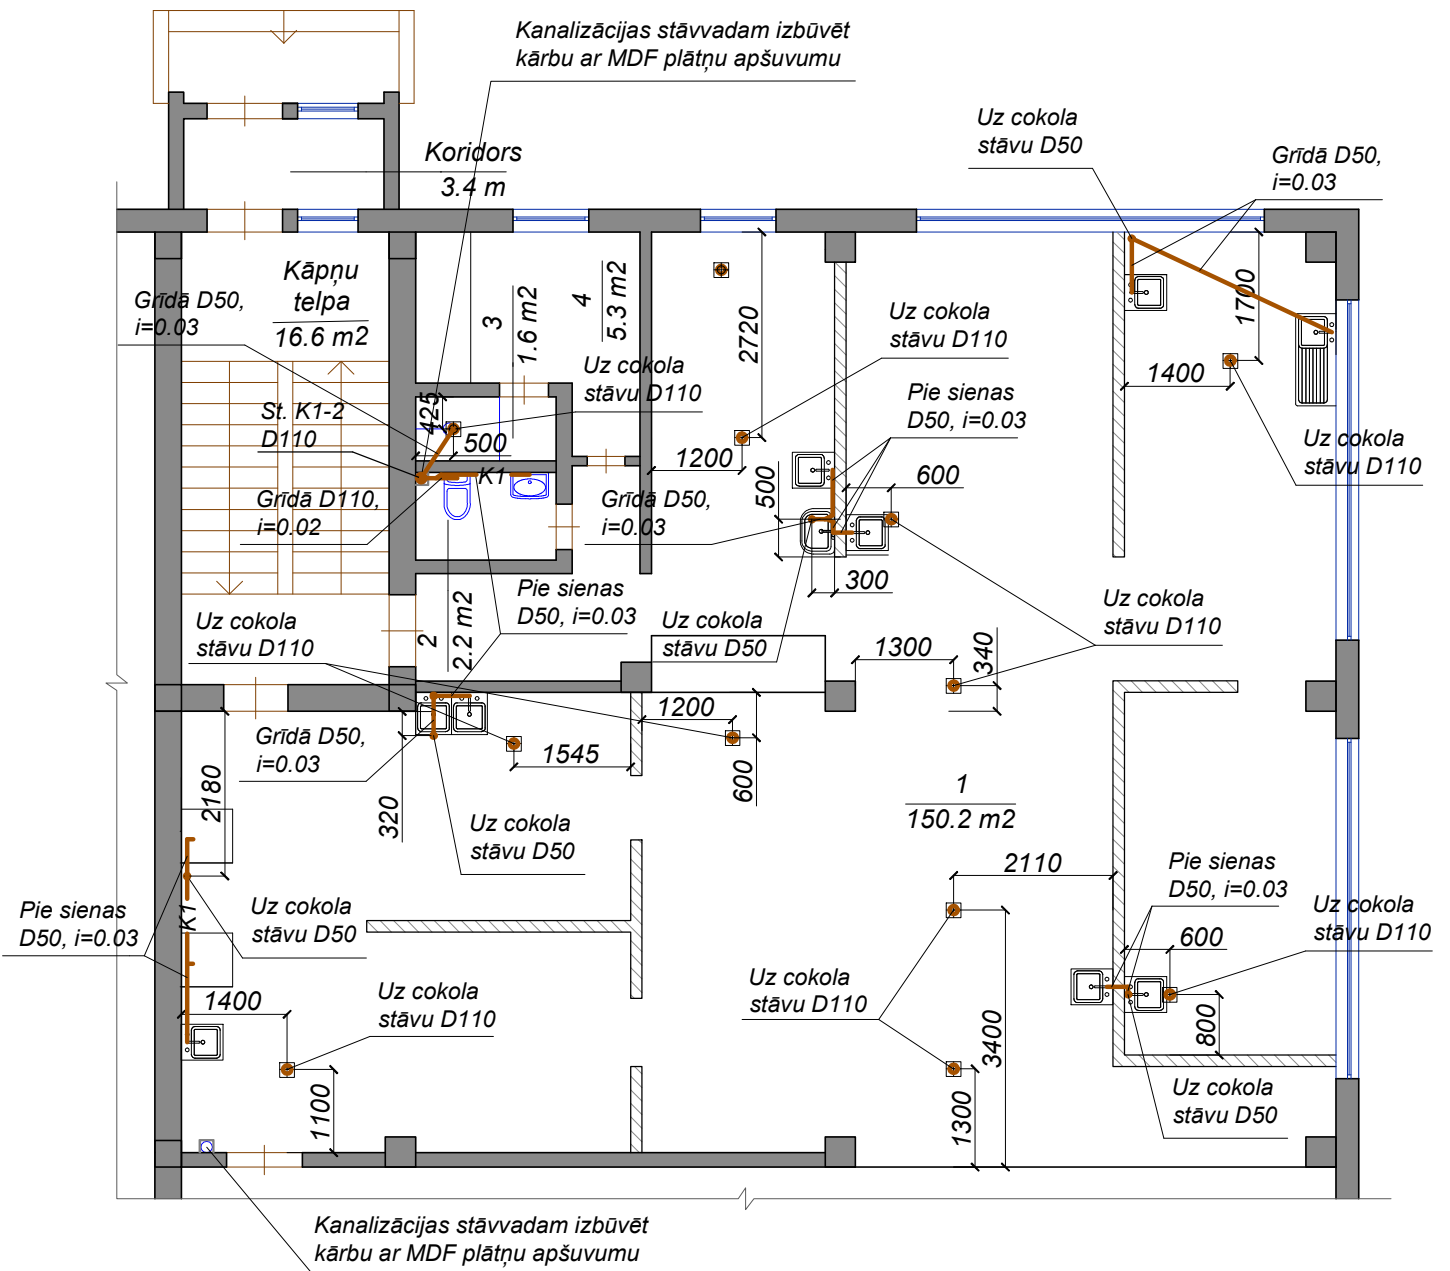 Kanalizācijas stāvvadam izbūvēt
kārbu ar MDF plātņu apšuvumu
Uz cokola
stāvu D50
Grīdā D50,
i=0.03
Koridors
3.4 m
Kāpņu
telpa
16.6 m2
Grīdā D50,
i=0.03
3
1.6 m2
4
5.3 m2
2720
Uz cokola
stāvu D110
1700
1400
Uz cokola
stāvu D110
Pie sienas
D50, i=0.03
St. K1-2
D110
425
500
1200
Uz cokola
stāvu D110
K1
Grīdā D110,
i=0.02
Grīdā D50,
i=0.03
500
600
300
Pie sienas
D50, i=0.03
Uz cokola
stāvu D110
2
2.2 m2
Uz cokola
stāvu D50
Uz cokola
stāvu D110
1300
340
1200
600
Grīdā D50,
i=0.03
1545
2180
320
1
150.2 m2
Uz cokola
stāvu D50
2110
Pie sienas
D50, i=0.03
Pie sienas
D50, i=0.03
K1
Uz cokola
stāvu D50
Uz cokola
stāvu D110
600
1400
Uz cokola
stāvu D110
Uz cokola
stāvu D110
3400
800
1100
1300
Uz cokola
stāvu D50
Kanalizācijas stāvvadam izbūvēt
kārbu ar MDF plātņu apšuvumu